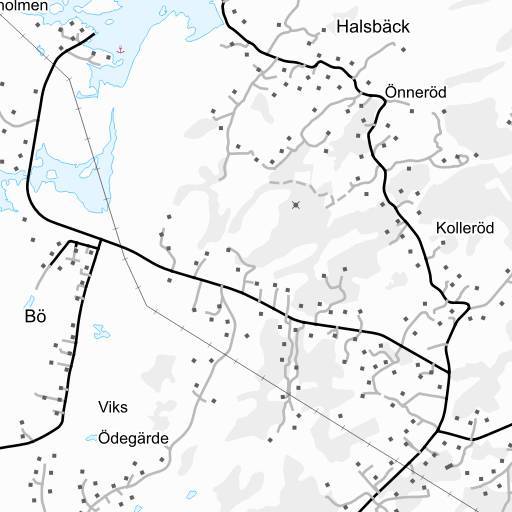 holmen
Halsbäck
Önneröd
Kolleröd
Bö
Viks
Ödegärde